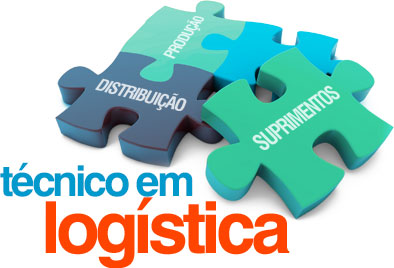 PRODUÇÃO
DISTRIBUIÇÃO
SUPRIMENTOS
técnico em
logística